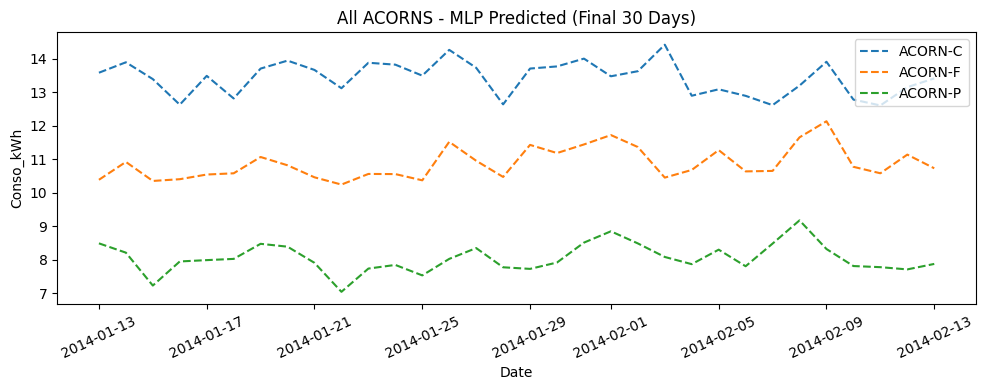 All ACORNS - MLP Predicted (Final 30 Days)
ACORN-C
ACORN-F
ACORN-P
Conso_kWh
14
13
12
11
10
9
8
7
2014-01-13
2014-01-17
2014-01-21
2014-01-25
2014-01-29
2014-02-01
2014-02-05
2014-02-09
2014-02-13
Date